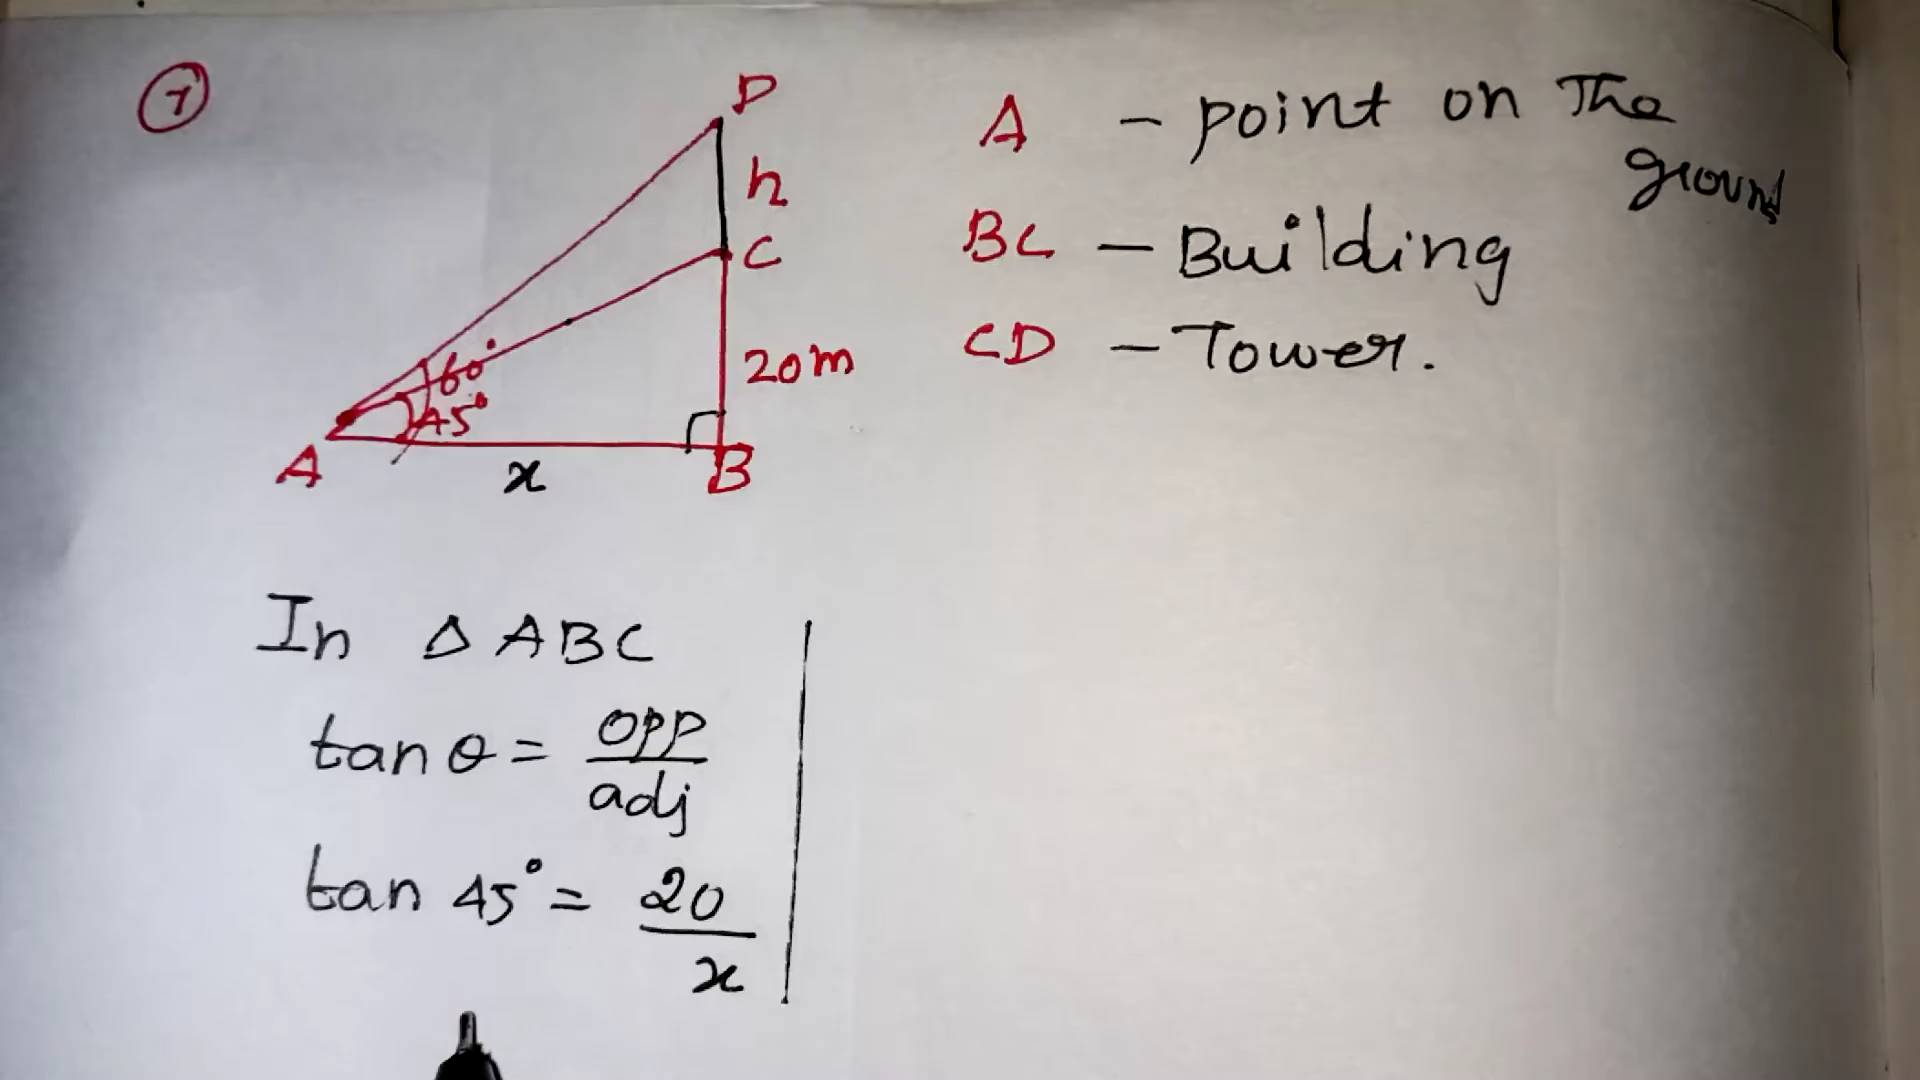 7
D
h
C
20m
60°
45°
A
x
B
A - point on The
ground
BC - Building
CD - Tower.
In Δ ABC
tan θ = opp
adj
tan 45° = 20
x